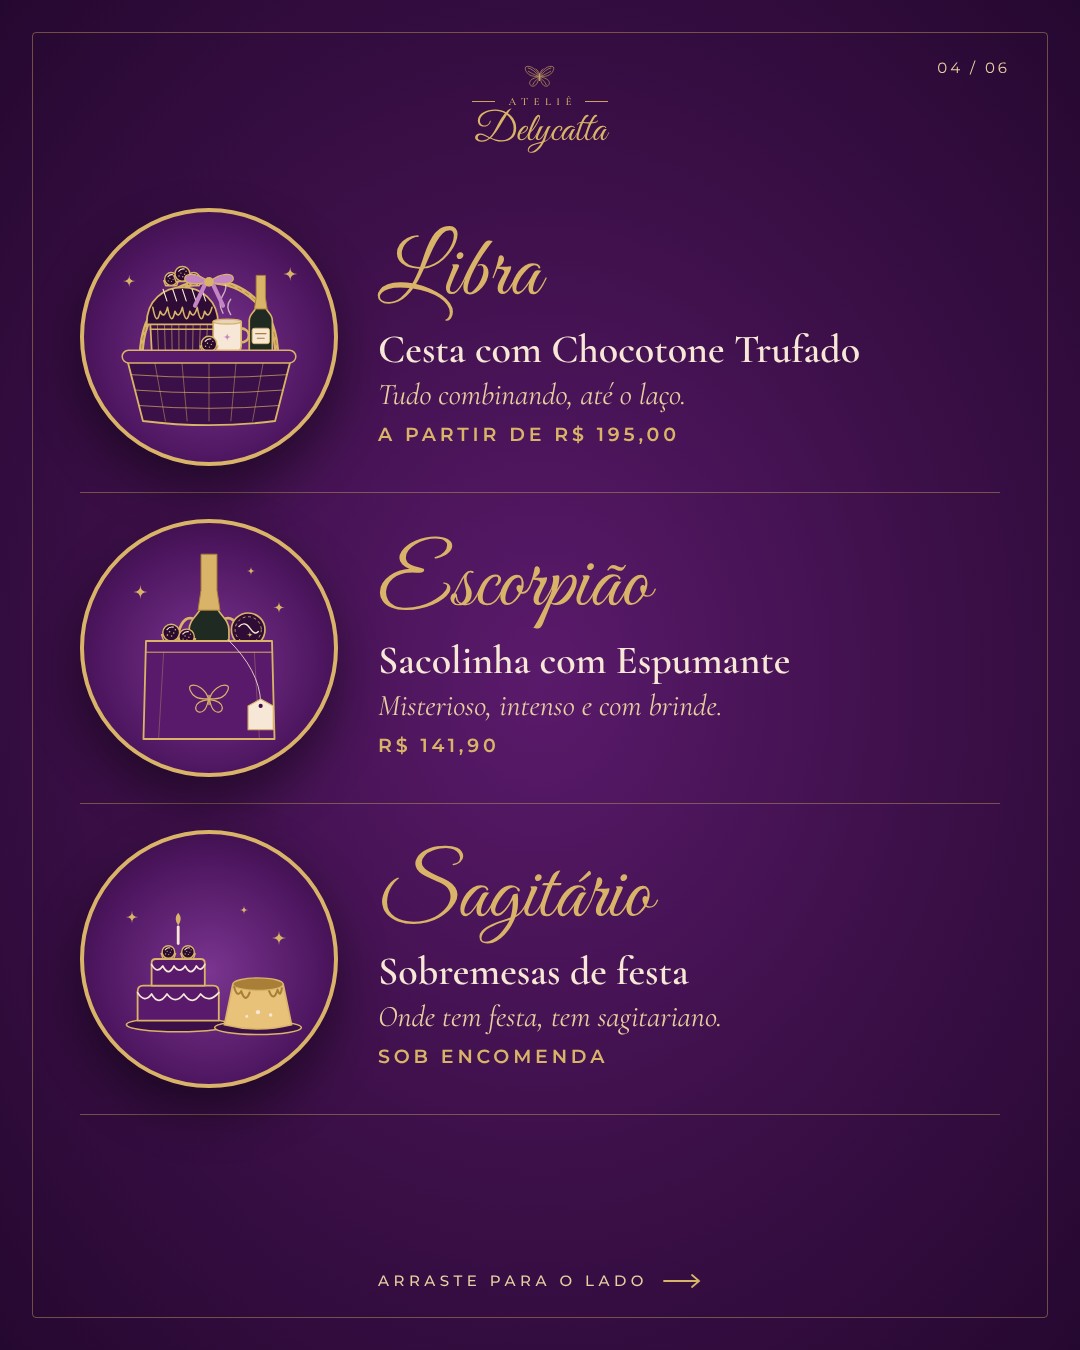 04 / 06
ATELIÊ
Delycatta
Libra
Cesta com Chocotone Trufado
Tudo combinando, até o laço.
A PARTIR DE R$ 195,00
Escorpião
Sacolinha com Espumante
Misterioso, intenso e com brinde.
R$ 141,90
Sagitário
Sobremesas de festa
Onde tem festa, tem sagitariano.
SOB ENCOMENDA
ARRASTE PARA O LADO